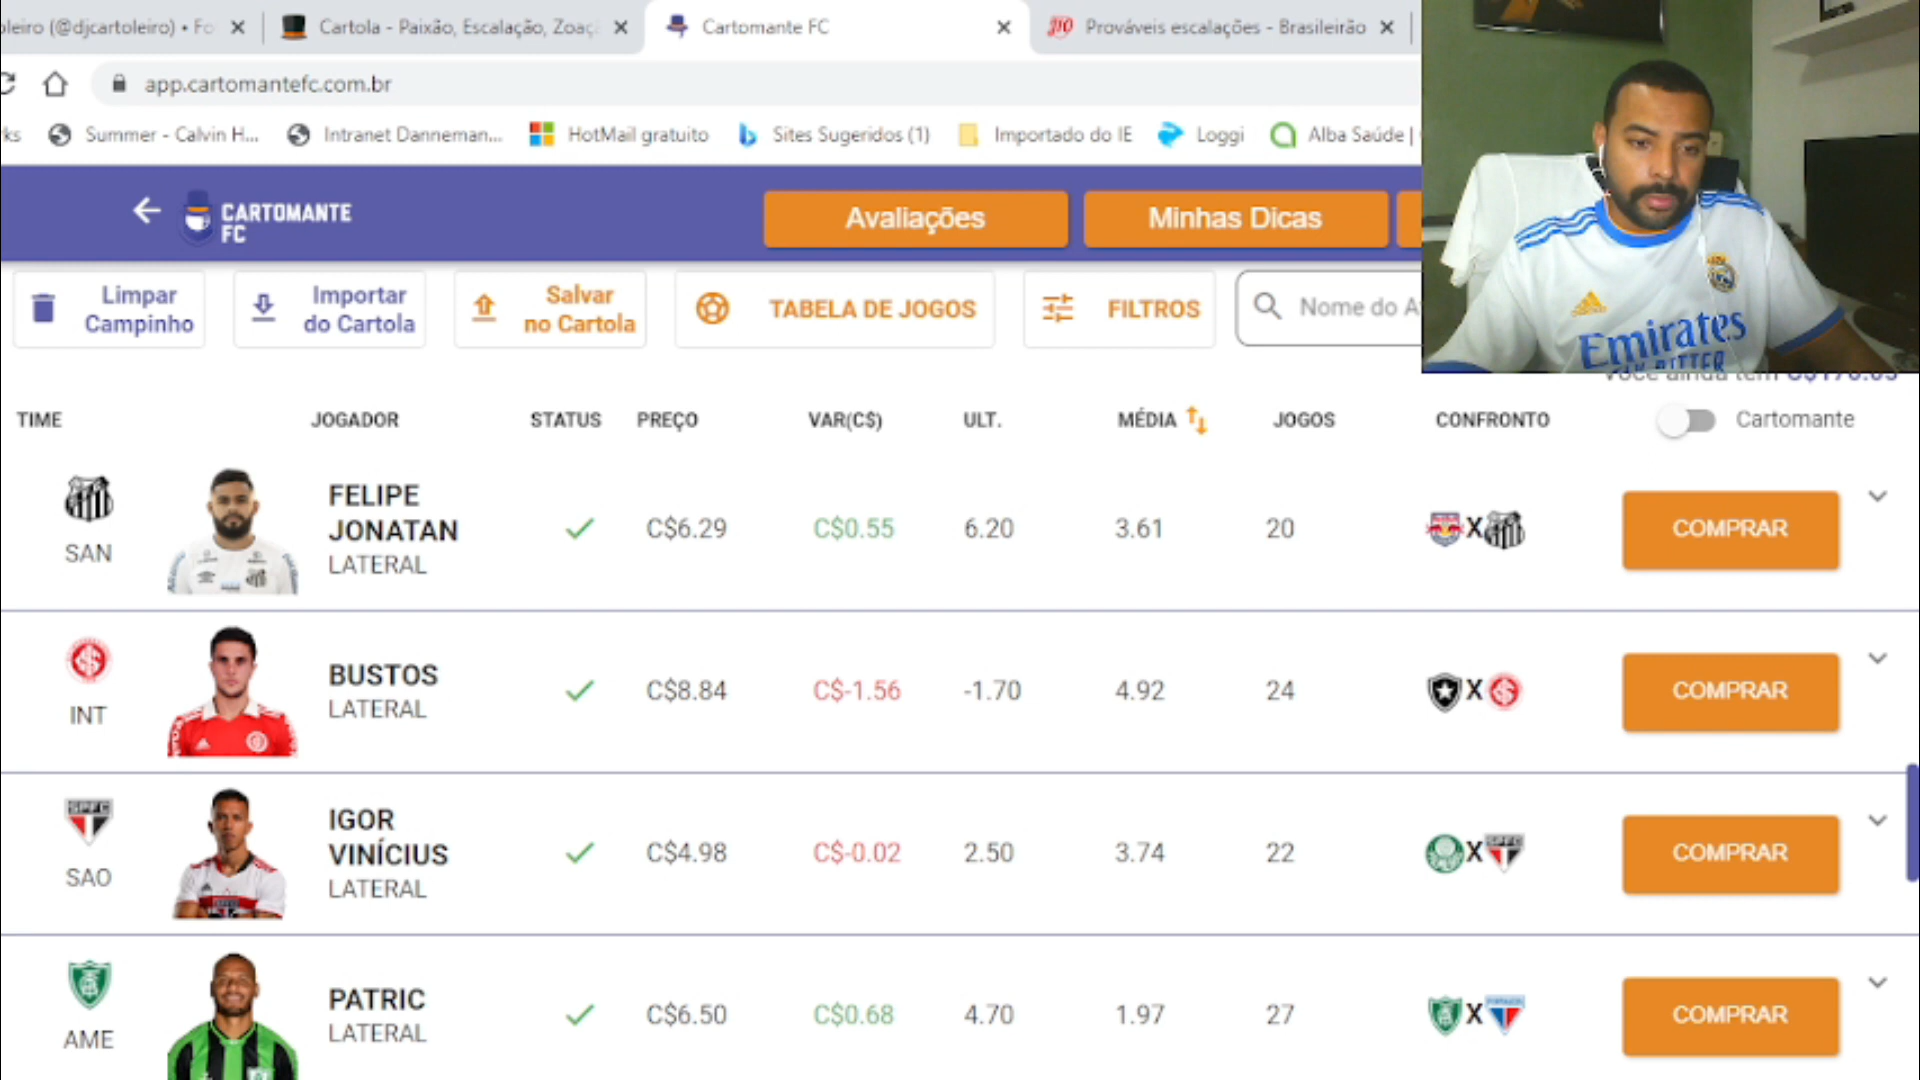 oleiro (@djcartoleiro) • Fo
Cartola - Paixão, Escalação, Zoaç
Cartomante FC
Prováveis escalações - Brasileirão
app.cartomantefc.com.br
ks
Summer - Calvin H...
Intranet Danneman...
HotMail gratuito
Sites Sugeridos (1)
Importado do IE
Loggi
Alba Saúde |
CARTOMANTE
FC
Avaliações
Minhas Dicas
Limpar
Campinho
Importar
do Cartola
Salvar
no Cartola
TABELA DE JOGOS
FILTROS
Nome do A
Emirates
TIME
JOGADOR
STATUS
PREÇO
VAR(C$)
ULT.
MÉDIA
JOGOS
CONFRONTO
Cartomante
SAN
FELIPE
JONATAN
LATERAL
C$6.29
C$0.55
6.20
3.61
20
X
COMPRAR
INT
BUSTOS
LATERAL
C$8.84
C$-1.56
-1.70
4.92
24
X
COMPRAR
SPFC
SAO
IGOR
VINÍCIUS
LATERAL
C$4.98
C$-0.02
2.50
3.74
22
X
SPFC
COMPRAR
AME
PATRIC
LATERAL
C$6.50
C$0.68
4.70
1.97
27
X
COMPRAR